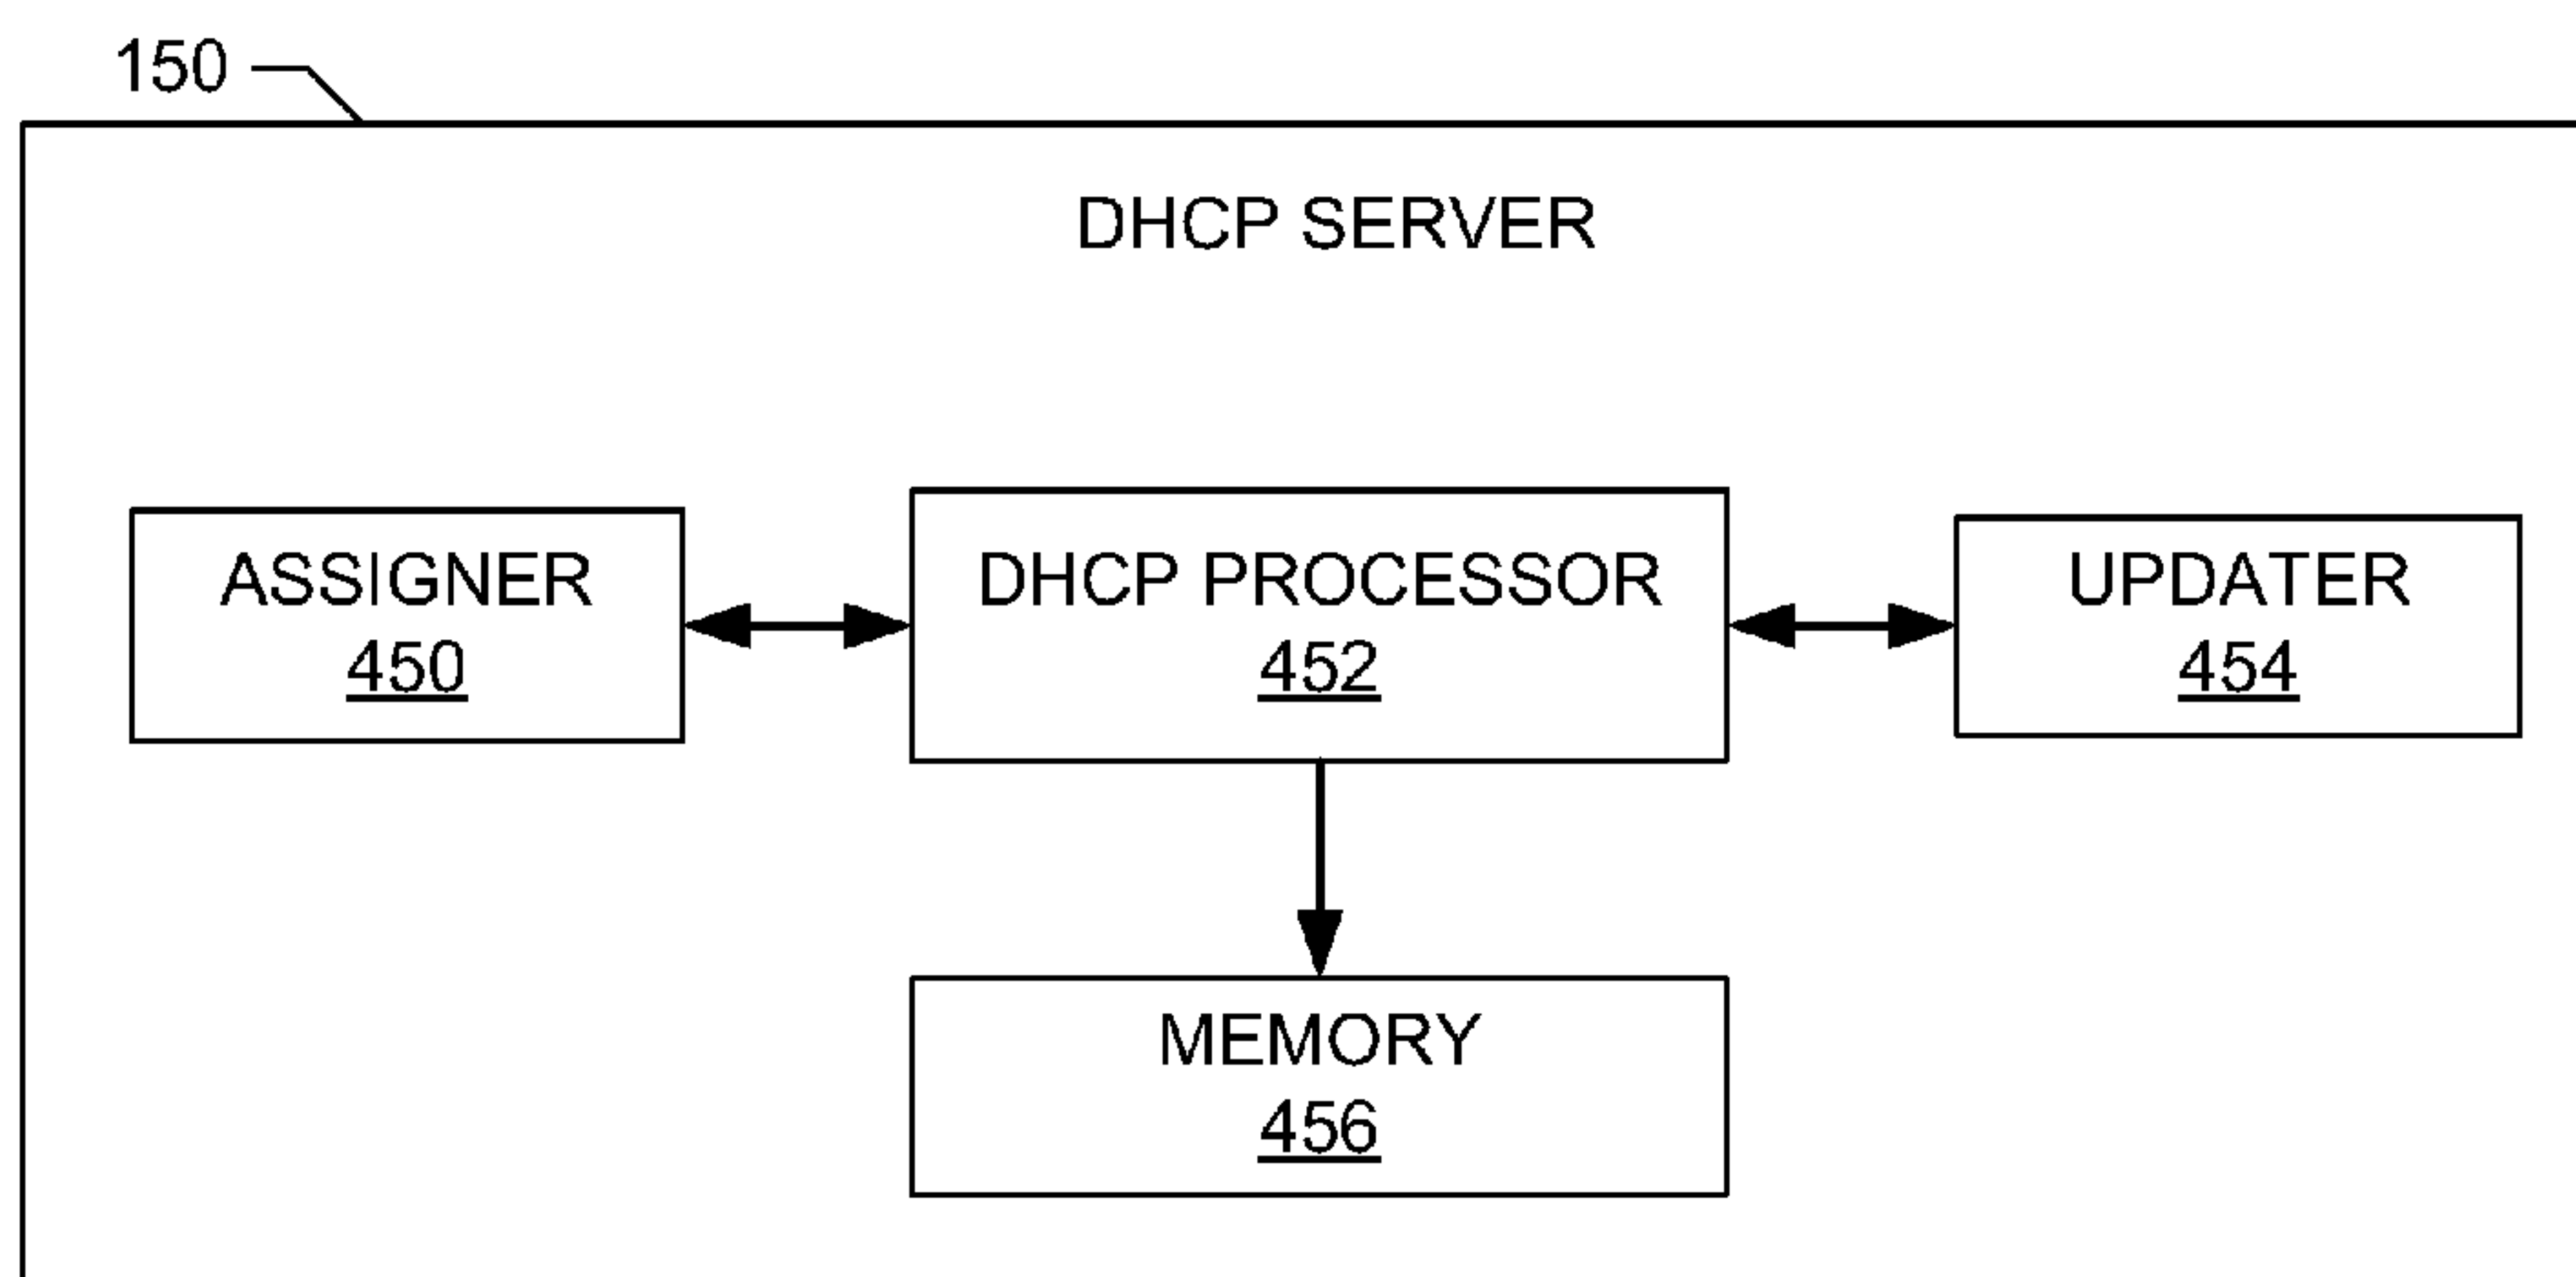 150
DHCP SERVER
ASSIGNER
450
DHCP PROCESSOR
452
UPDATER
454
MEMORY
456